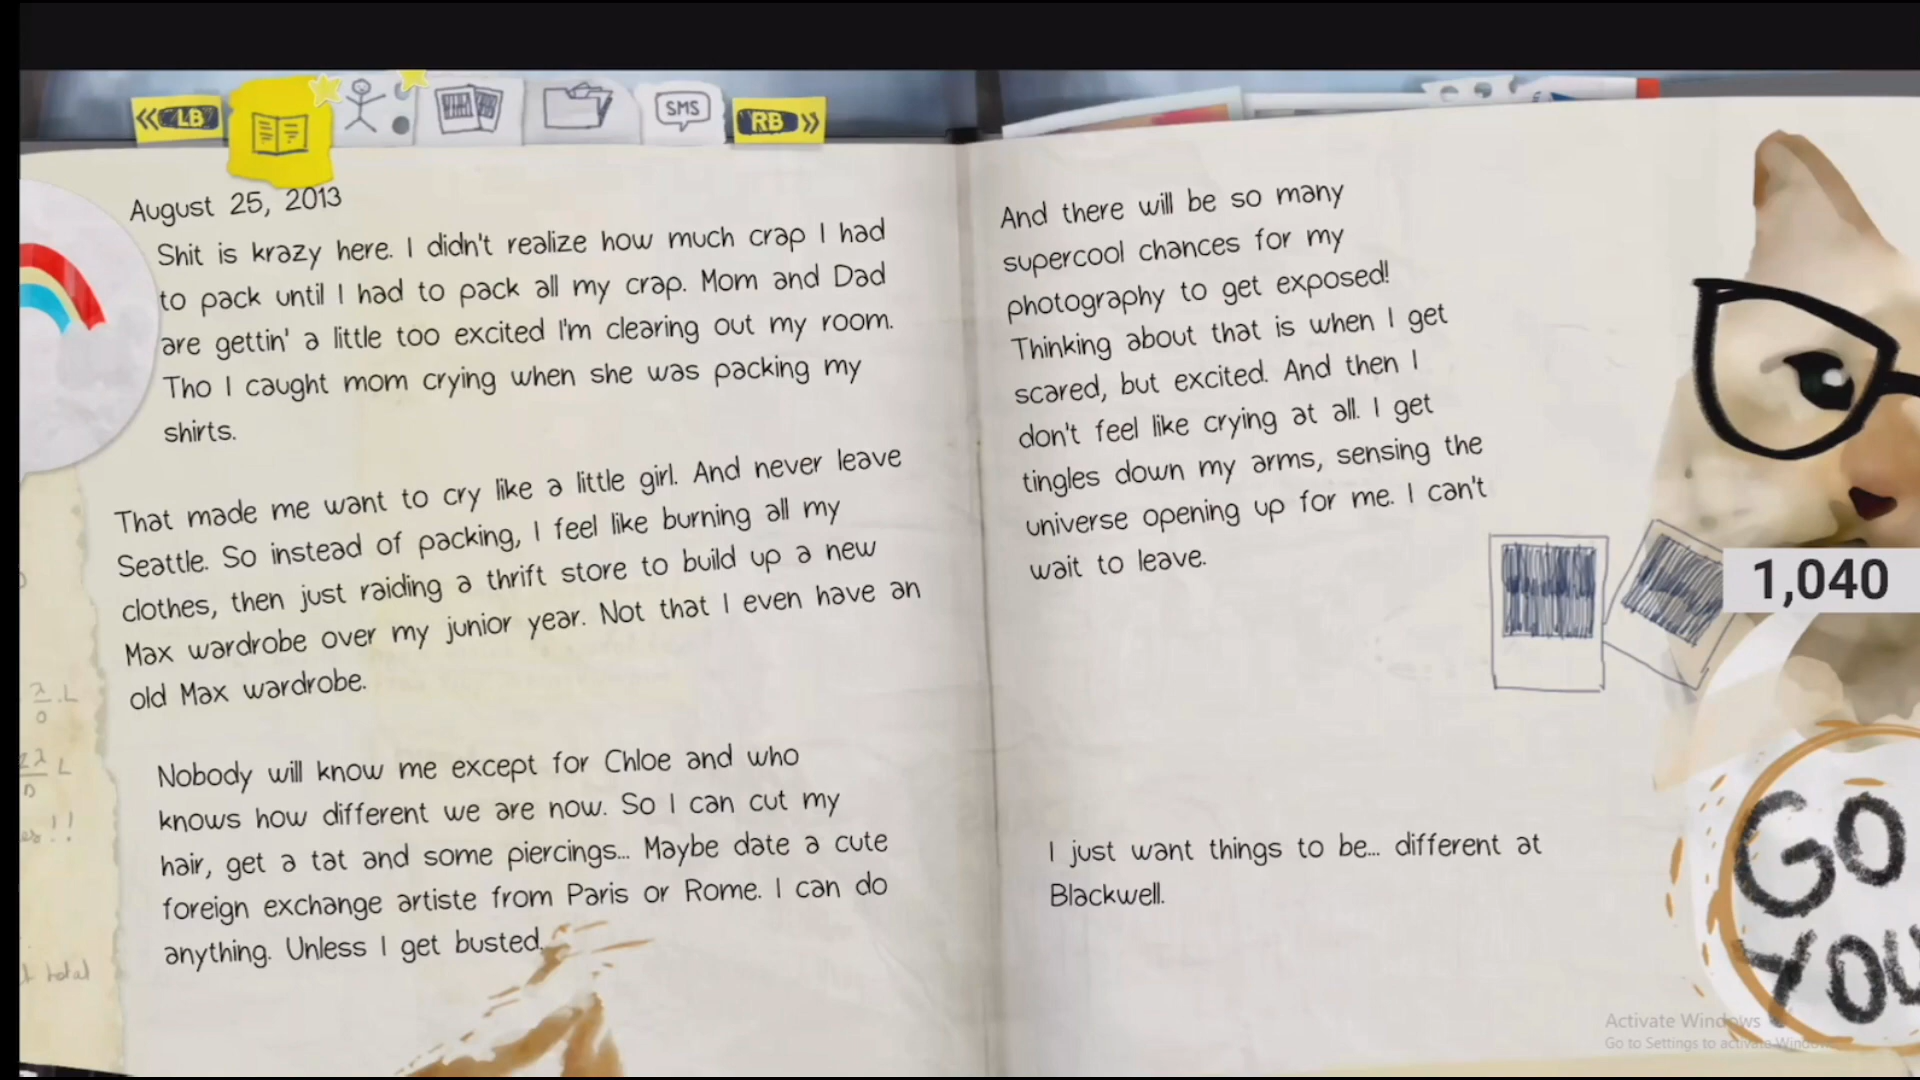 LB
SMS
RB
August 25, 2013
Shit is krazy here. I didn't realize how much crap I had
to pack until I had to pack all my crap. Mom and Dad
are gettin' a little too excited I'm clearing out my room.
Tho I caught mom crying when she was packing my
shirts.
That made me want to cry like a little girl. And never leave
Seattle. So instead of packing, I feel like burning all my
clothes, then just raiding a thrift store to build up a new
Max wardrobe over my junior year. Not that I even have an
old Max wardrobe.
Nobody will know me except for Chloe and who
knows how different we are now. So I can cut my
hair, get a tat and some piercings... Maybe date a cute
foreign exchange artiste from Paris or Rome. I can do
anything. Unless I get busted.
And there will be so many
supercool chances for my
photography to get exposed!
Thinking about that is when I get
scared, but excited. And then I
don't feel like crying at all. I get
tingles down my arms, sensing the
universe opening up for me. I can't
wait to leave.
I just want things to be... different at
Blackwell.
1,040
GO
YOU
Activate Windows
Go to Settings to activate Windows